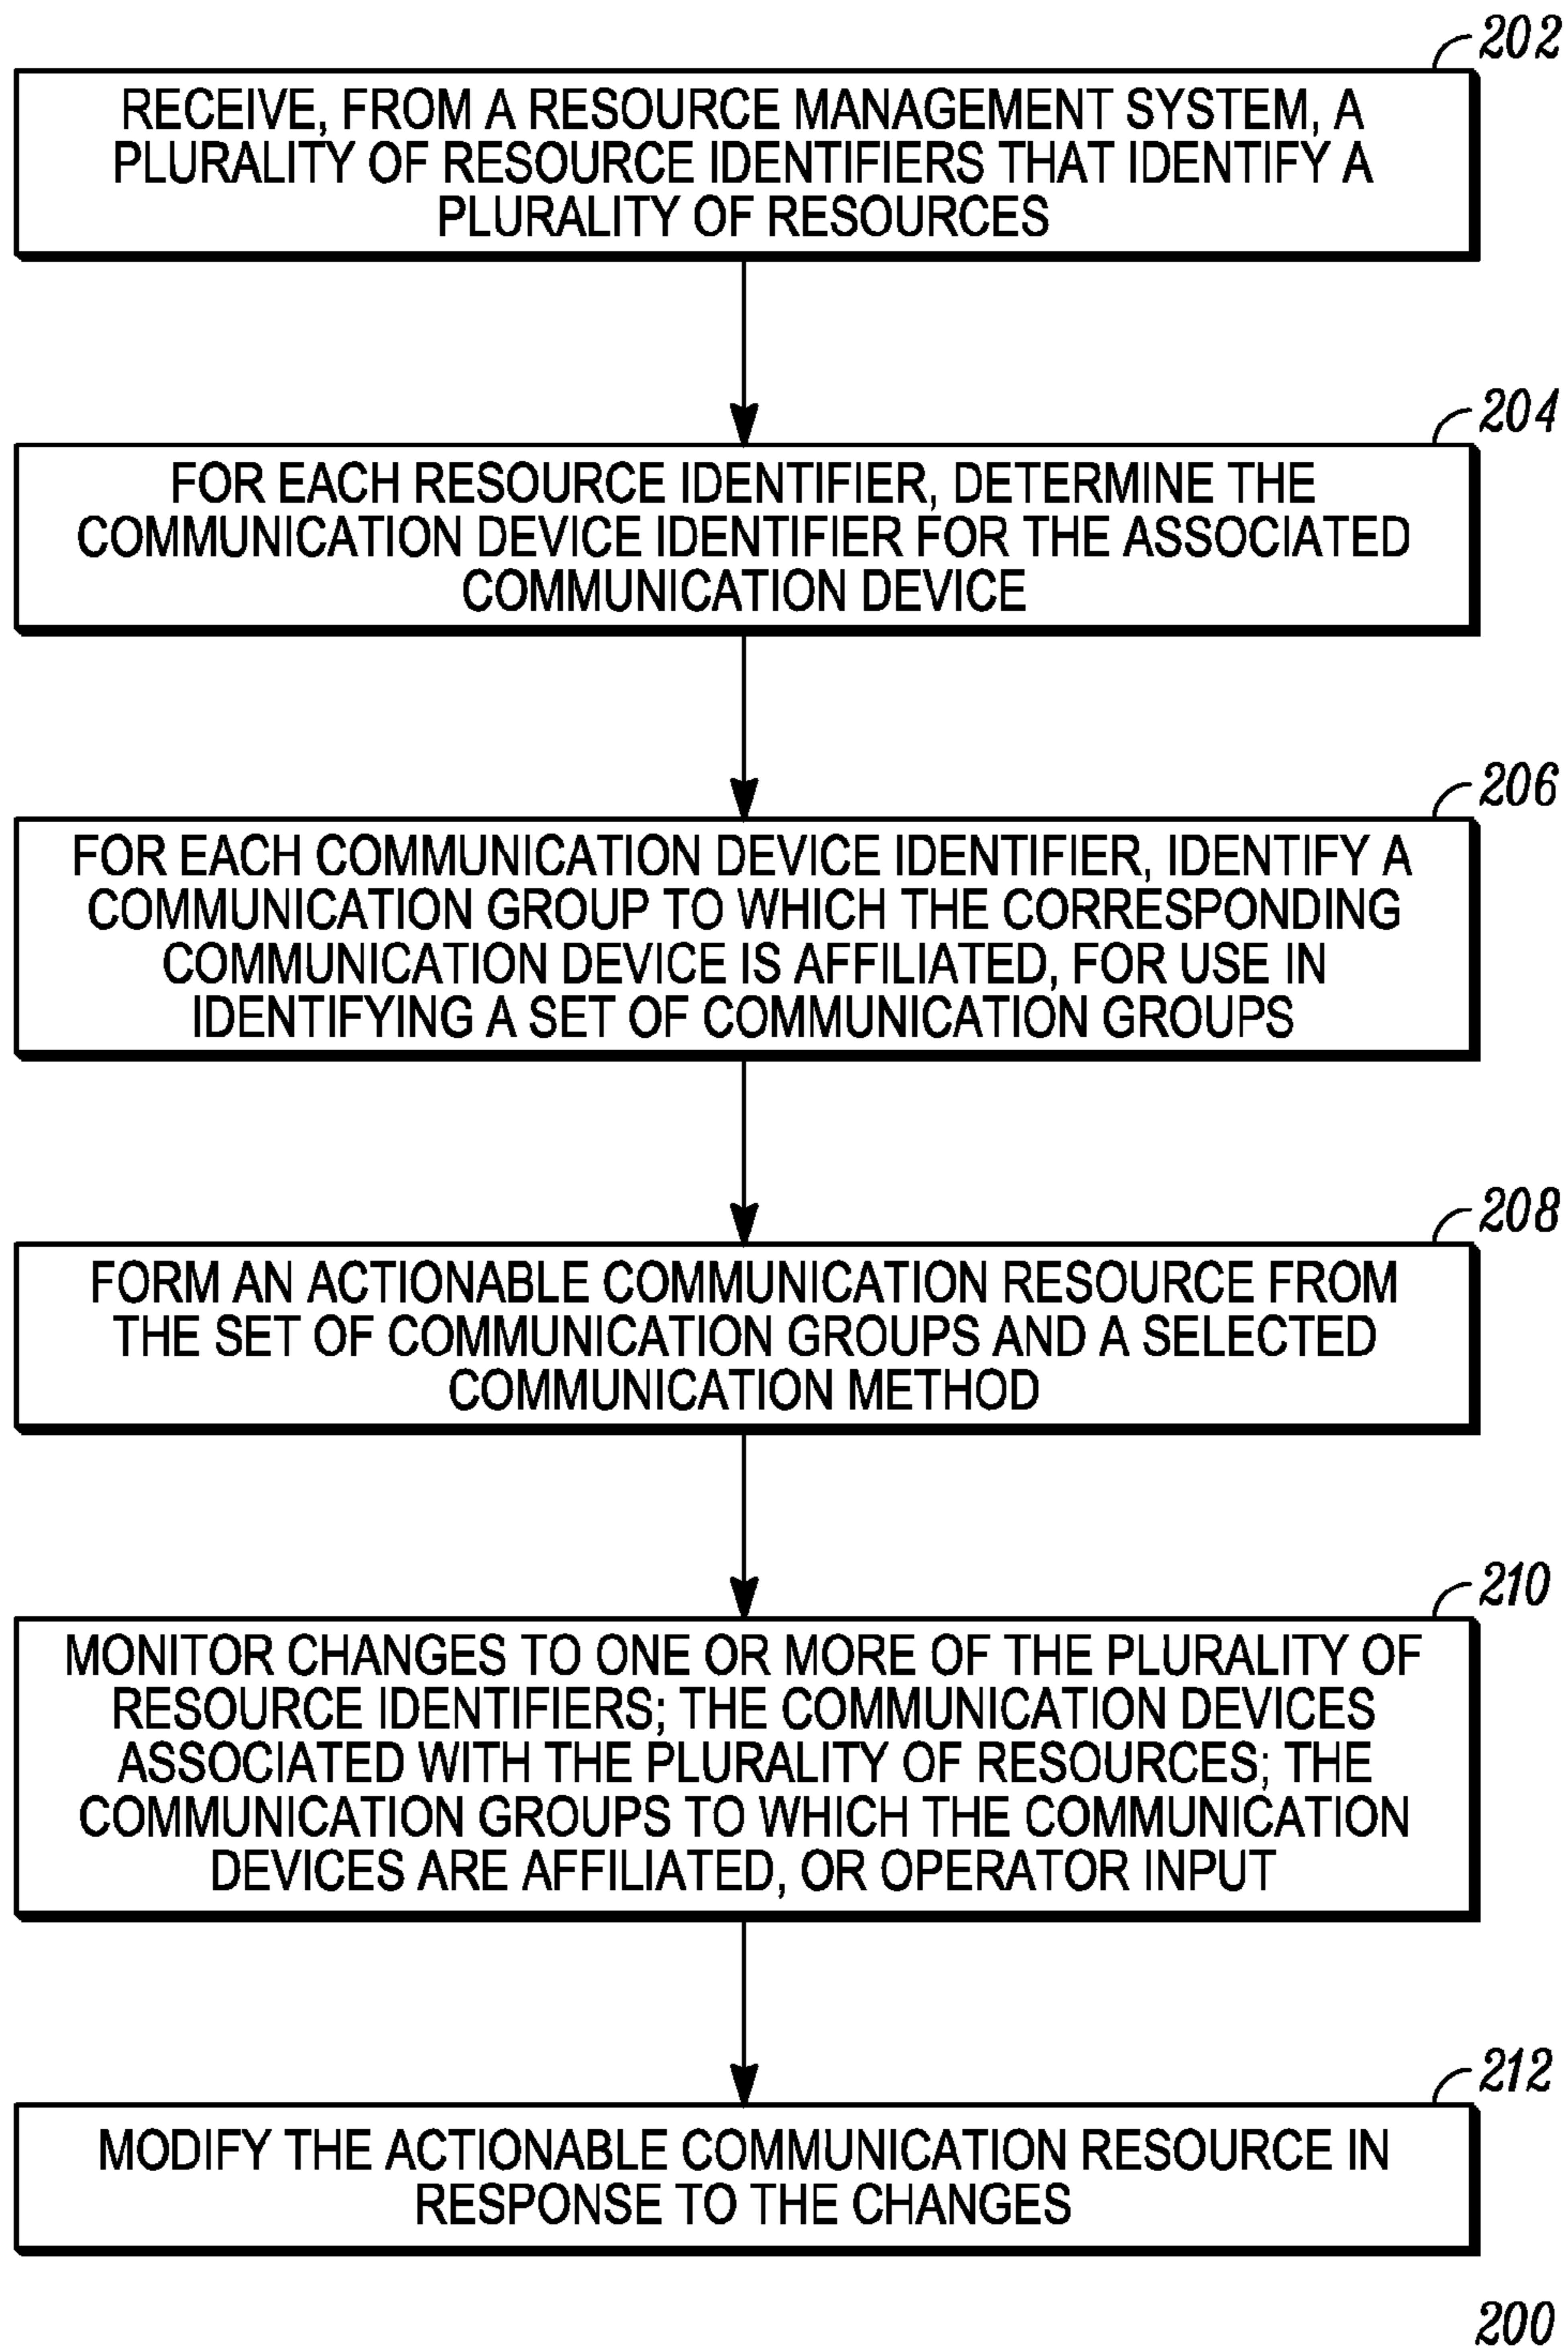 202
RECEIVE, FROM A RESOURCE MANAGEMENT SYSTEM, A
PLURALITY OF RESOURCE IDENTIFIERS THAT IDENTIFY A
PLURALITY OF RESOURCES
204
FOR EACH RESOURCE IDENTIFIER, DETERMINE THE
COMMUNICATION DEVICE IDENTIFIER FOR THE ASSOCIATED
COMMUNICATION DEVICE
206
FOR EACH COMMUNICATION DEVICE IDENTIFIER, IDENTIFY A
COMMUNICATION GROUP TO WHICH THE CORRESPONDING
COMMUNICATION DEVICE IS AFFILIATED, FOR USE IN
IDENTIFYING A SET OF COMMUNICATION GROUPS
208
FORM AN ACTIONABLE COMMUNICATION RESOURCE FROM
THE SET OF COMMUNICATION GROUPS AND A SELECTED
COMMUNICATION METHOD
210
MONITOR CHANGES TO ONE OR MORE OF THE PLURALITY OF
RESOURCE IDENTIFIERS; THE COMMUNICATION DEVICES
ASSOCIATED WITH THE PLURALITY OF RESOURCES; THE
COMMUNICATION GROUPS TO WHICH THE COMMUNICATION
DEVICES ARE AFFILIATED, OR OPERATOR INPUT
212
MODIFY THE ACTIONABLE COMMUNICATION RESOURCE IN
RESPONSE TO THE CHANGES
200